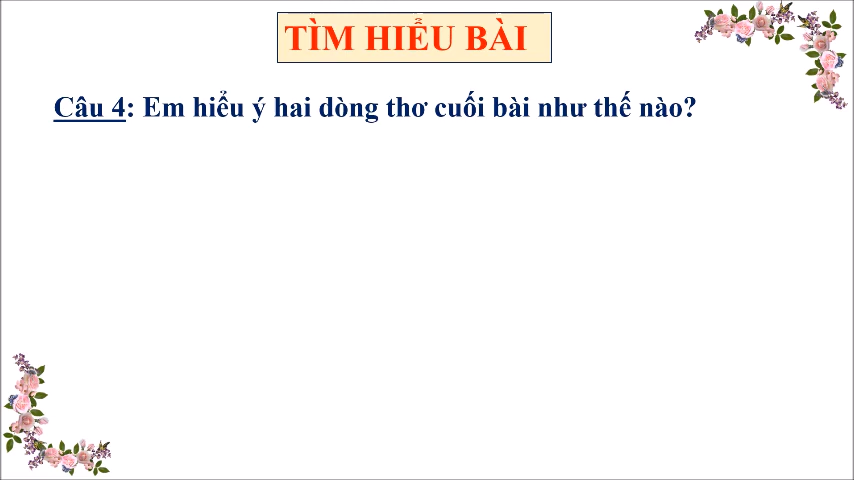 TÌM HIỂU BÀI
Câu 4: Em hiểu ý hai dòng thơ cuối bài như thế nào?